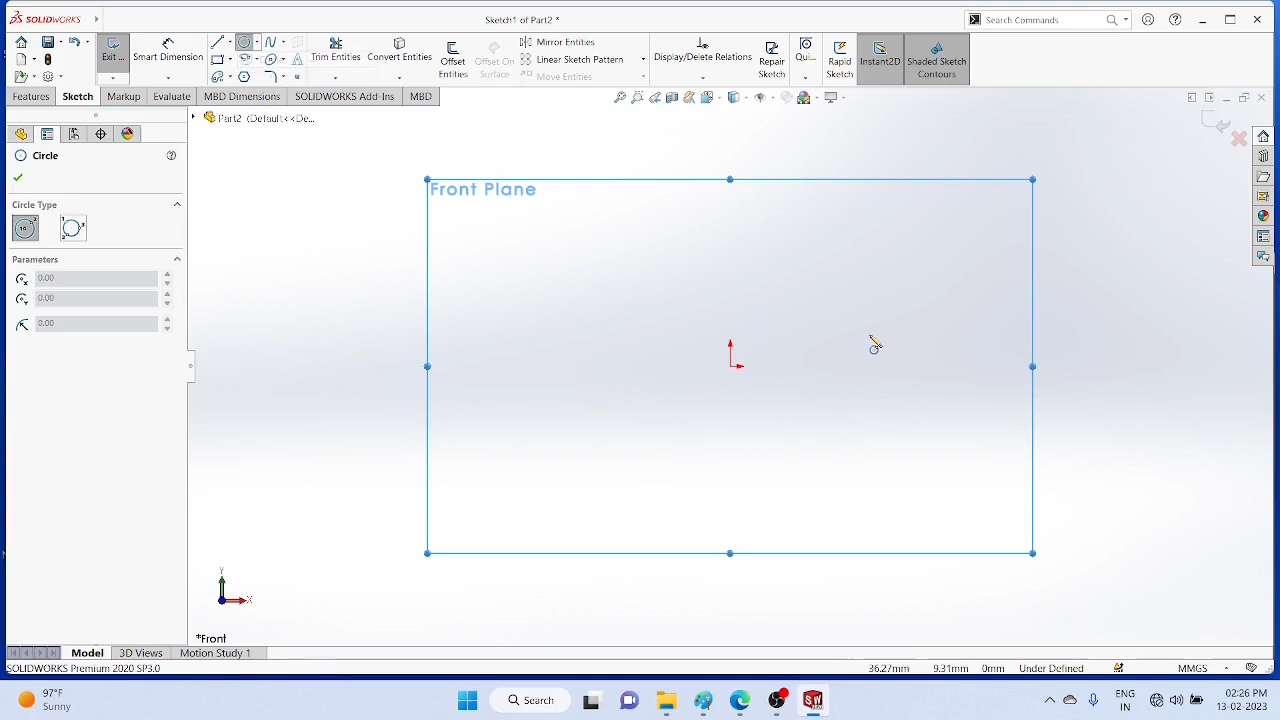 SOLIDWORKS
Sketch1 of Part2 *
Search Commands
Exit ...
Smart Dimension
Trim Entities
Convert Entities
Offset Entities
Offset On Surface
Mirror Entities
Linear Sketch Pattern
Move Entities
Display/Delete Relations
Repair Sketch
Qui...
Rapid Sketch
Instant2D
Shaded Sketch Contours
Features
Sketch
Markup
Evaluate
MBD Dimensions
SOLIDWORKS Add-Ins
MBD
Part2 (Default<<De...
Circle
Circle Type
Parameters
0.00
0.00
0.00
Front Plane
Y
X
*Front
Model
3D Views
Motion Study 1
SOLIDWORKS Premium 2020 SP3.0
36.27mm
9.31mm
0mm
Under Defined
MMGS
97°F
Sunny
Search
ENG
IN
02:26 PM
13-02-2023